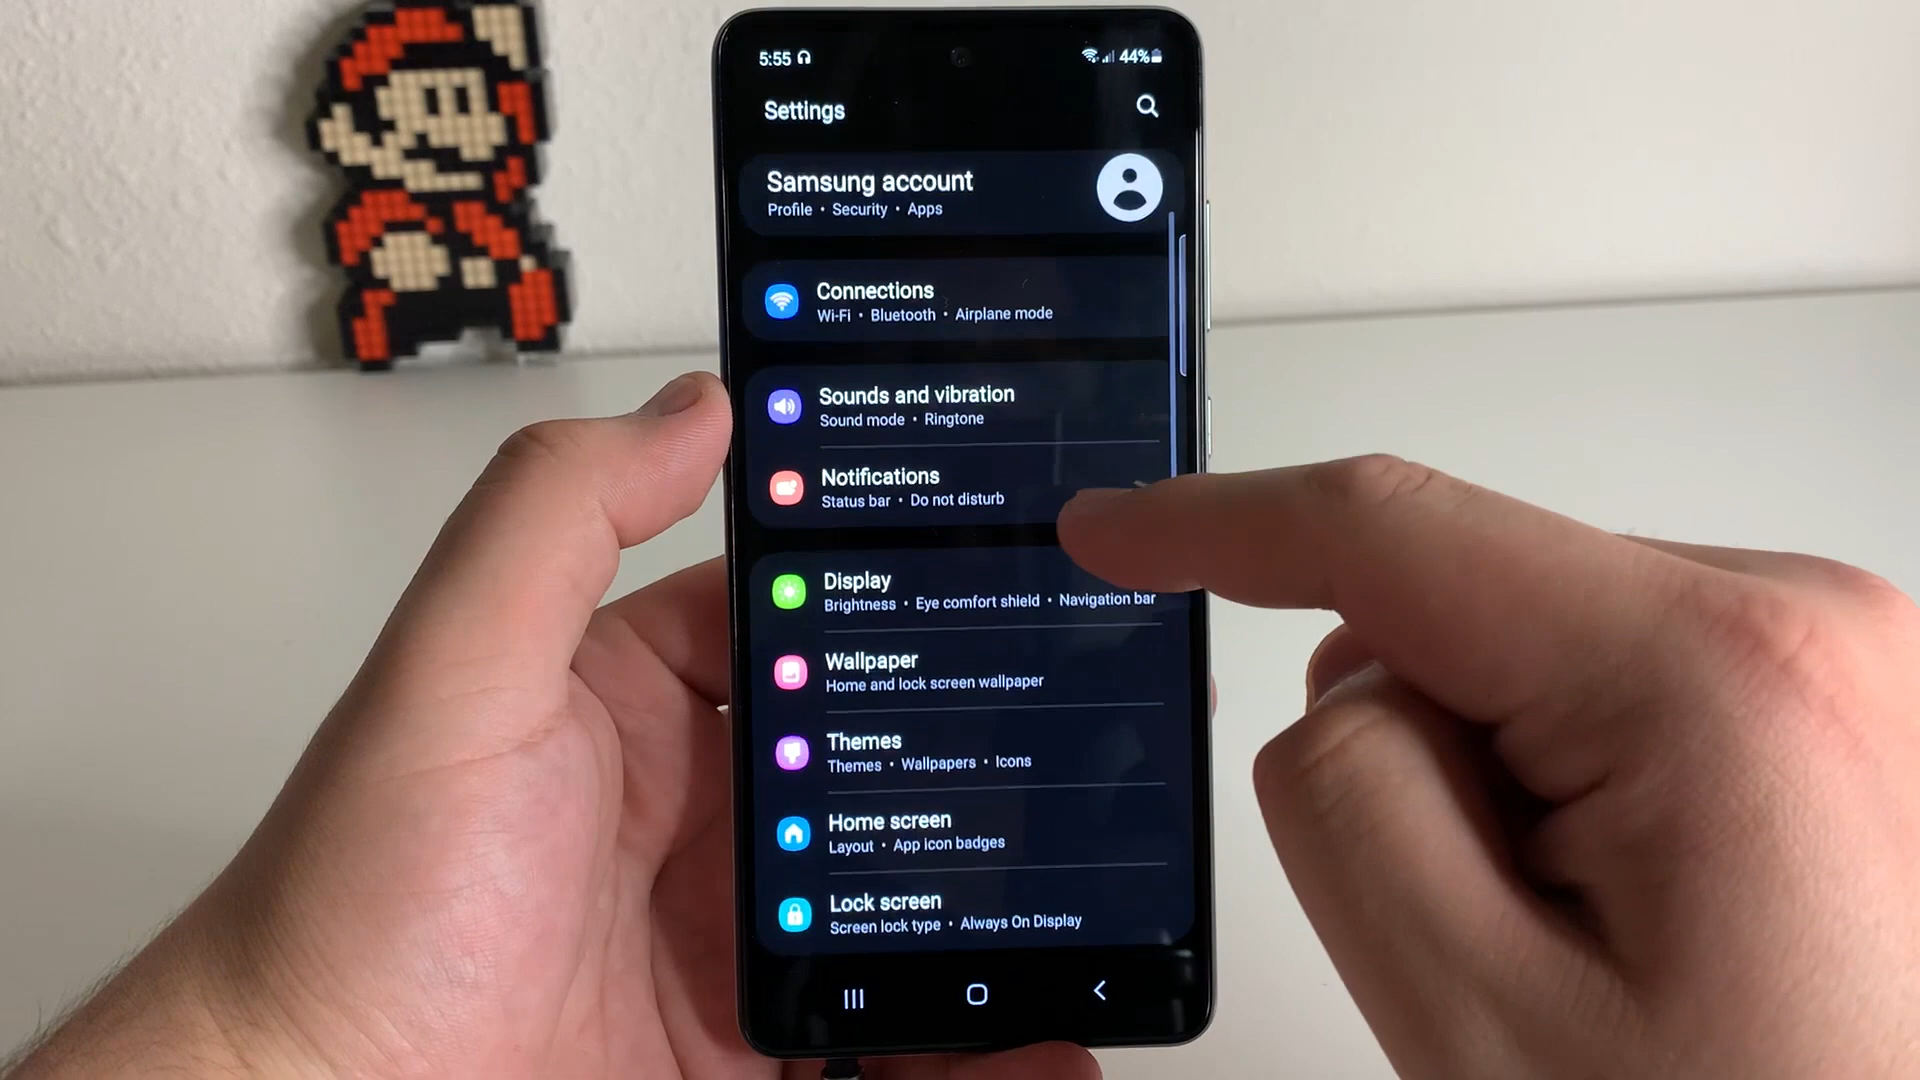 5:55 44%
Settings
Samsung account
Profile • Security • Apps
Connections
Wi-Fi • Bluetooth • Airplane mode
Sounds and vibration
Sound mode • Ringtone
Notifications
Status bar • Do not disturb
Display
Brightness • Eye comfort shield • Navigation bar
Wallpaper
Home and lock screen wallpaper
Themes
Themes • Wallpapers • Icons
Home screen
Layout • App icon badges
Lock screen
Screen lock type • Always On Display